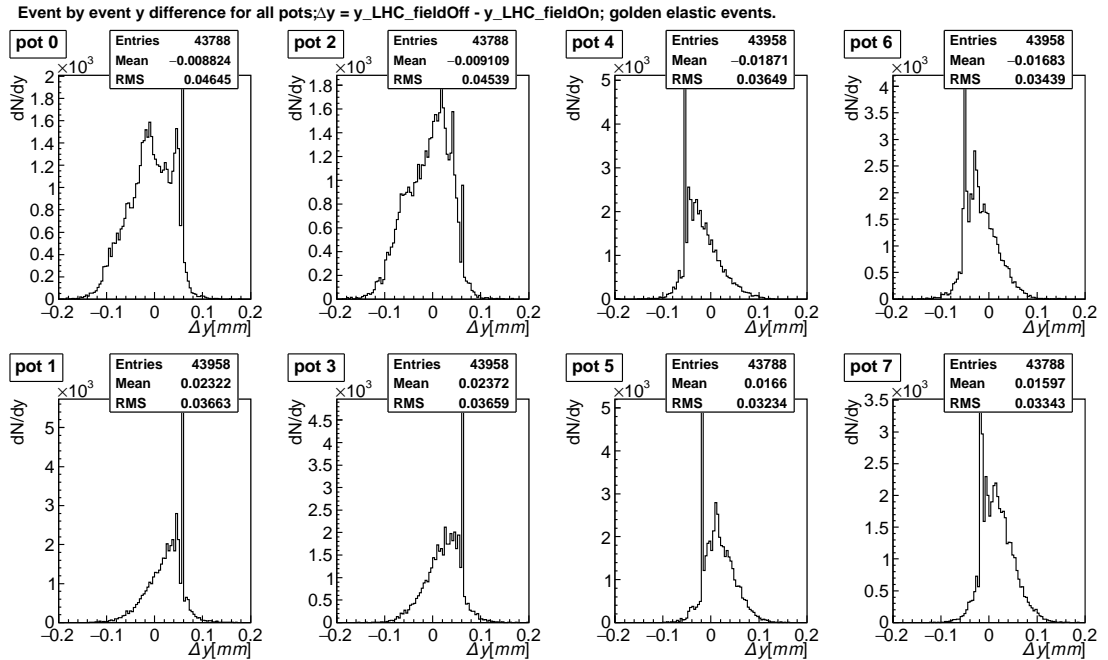 Event by event y difference for all pots;Δy = y_LHC_fieldOff - y_LHC_fieldOn; golden elastic events.
pot 0
Entries 43788
Mean −0.008824
RMS 0.04645
×10³
dN/dy
2
1.8
1.6
1.4
1.2
1
0.8
0.6
0.4
0.2
0
−0.2 −0.1 0 0.1 0.2
Δy[mm]
pot 2
Entries 43788
Mean −0.009109
RMS 0.04539
×10³
dN/dy
1.8
1.6
1.4
1.2
1
0.8
0.6
0.4
0.2
0
−0.2 −0.1 0 0.1 0.2
Δy[mm]
pot 4
Entries 43958
Mean −0.01871
RMS 0.03649
×10³
dN/dy
5
4
3
2
1
0
−0.2 −0.1 0 0.1 0.2
Δy[mm]
pot 6
Entries 43958
Mean −0.01683
RMS 0.03439
×10³
dN/dy
4
3.5
3
2.5
2
1.5
1
0.5
0
−0.2 −0.1 0 0.1 0.2
Δy[mm]
pot 1
Entries 43958
Mean 0.02322
RMS 0.03663
×10³
dN/dy
5
4
3
2
1
0
−0.2 −0.1 0 0.1 0.2
Δy[mm]
pot 3
Entries 43958
Mean 0.02372
RMS 0.03659
×10³
dN/dy
4.5
4
3.5
3
2.5
2
1.5
1
0.5
0
−0.2 −0.1 0 0.1 0.2
Δy[mm]
pot 5
Entries 43788
Mean 0.0166
RMS 0.03234
×10³
dN/dy
5
4
3
2
1
0
−0.2 −0.1 0 0.1 0.2
Δy[mm]
pot 7
Entries 43788
Mean 0.01597
RMS 0.03343
×10³
dN/dy
3.5
3
2.5
2
1.5
1
0.5
0
−0.2 −0.1 0 0.1 0.2
Δy[mm]